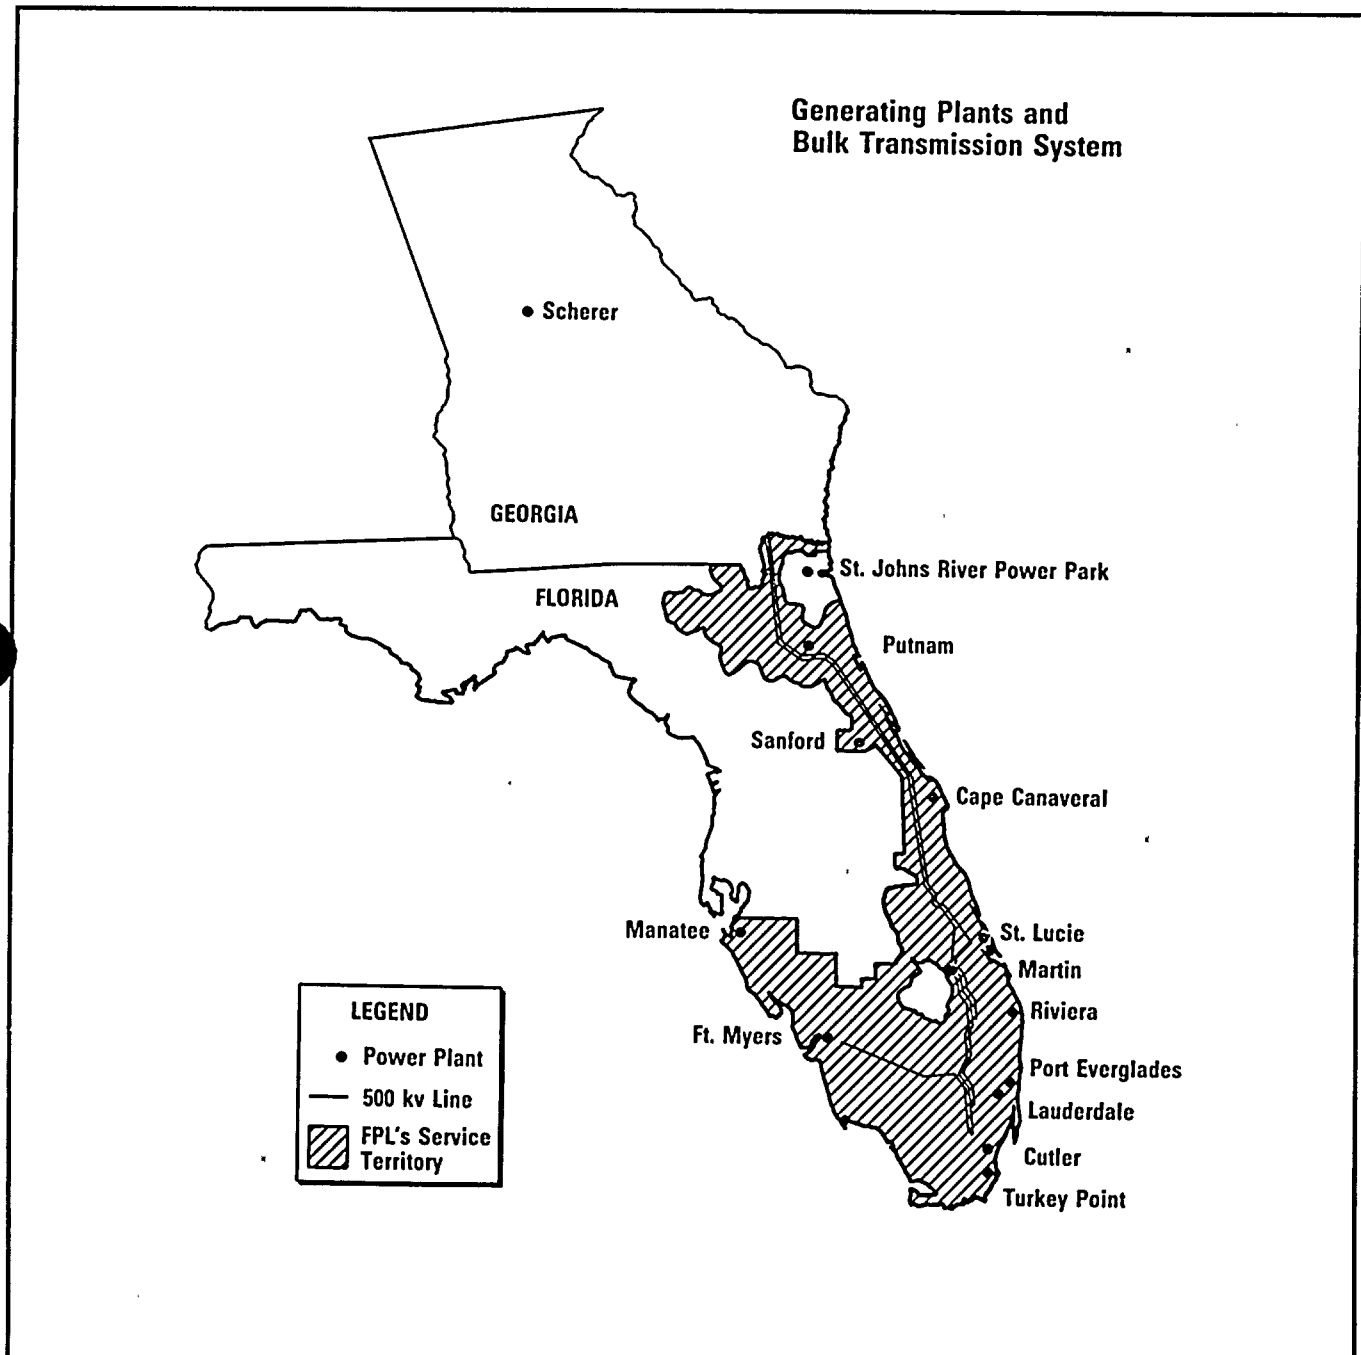 Generating Plants and
Bulk Transmission System
Scherer
GEORGIA
St. Johns River Power Park
FLORIDA
Putnam
Sanford
Cape Canaveral
Manatee
St. Lucie
Martin
Riviera
Ft. Myers
Port Everglades
Lauderdale
Cutler
Turkey Point
LEGEND
Power Plant
500 kv Line
FPL's Service
Territory